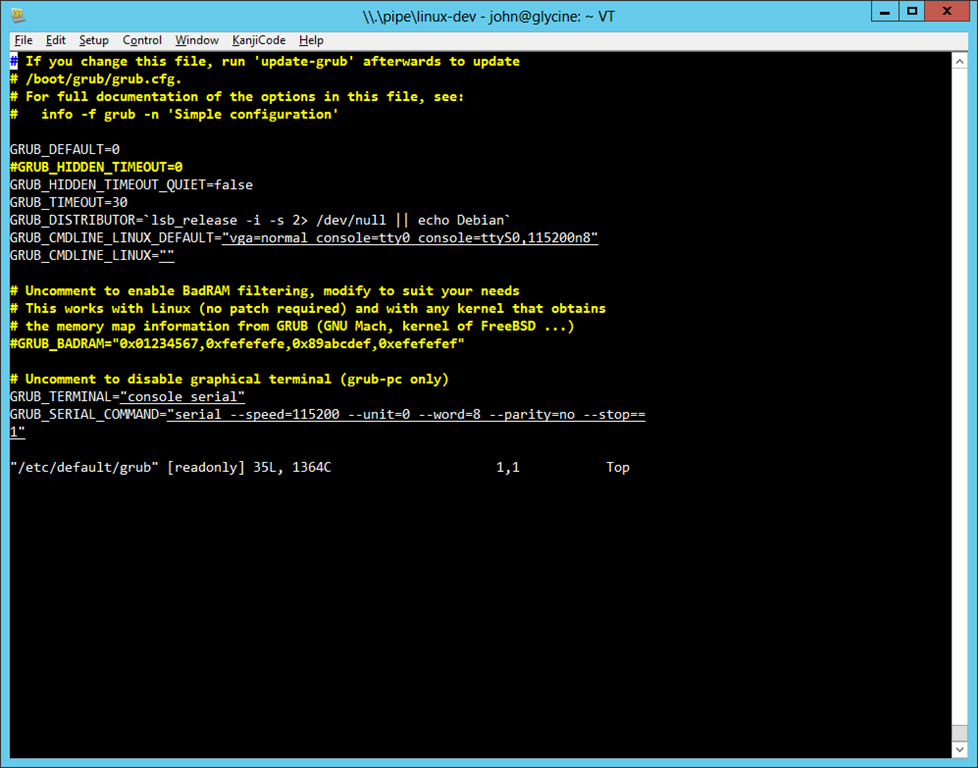 \\.\pipe\linux-dev - john@glycine: ~ VT
File Edit Setup Control Window KanjiCode Help
# If you change this file, run 'update-grub' afterwards to update
# /boot/grub/grub.cfg.
# For full documentation of the options in this file, see:
#   info -f grub -n 'Simple configuration'

GRUB_DEFAULT=0
#GRUB_HIDDEN_TIMEOUT=0
GRUB_HIDDEN_TIMEOUT_QUIET=false
GRUB_TIMEOUT=30
GRUB_DISTRIBUTOR=`lsb_release -i -s 2> /dev/null || echo Debian`
GRUB_CMDLINE_LINUX_DEFAULT="vga=normal console=tty0 console=ttyS0,115200n8"
GRUB_CMDLINE_LINUX=""

# Uncomment to enable BadRAM filtering, modify to suit your needs
# This works with Linux (no patch required) and with any kernel that obtains
# the memory map information from GRUB (GNU Mach, kernel of FreeBSD ...)
#GRUB_BADRAM="0x01234567,0xfefefefe,0x89abcdef,0xefefefef"

# Uncomment to disable graphical terminal (grub-pc only)
GRUB_TERMINAL="console serial"
GRUB_SERIAL_COMMAND="serial --speed=115200 --unit=0 --word=8 --parity=no --stop==
1"

"/etc/default/grub" [readonly] 35L, 1364C 1,1 Top